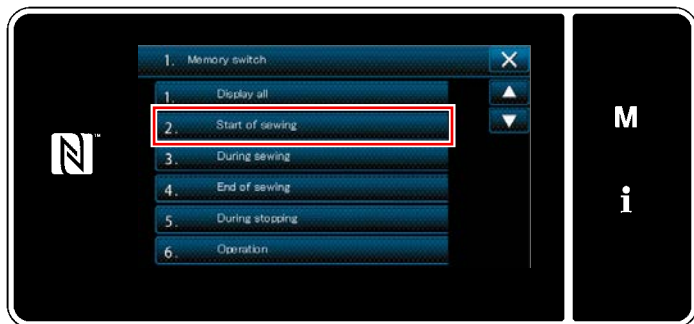 1. Memory switch
1. Display all
2. Start of sewing
3. During sewing
4. End of sewing
5. During stopping
6. Operation
M
i